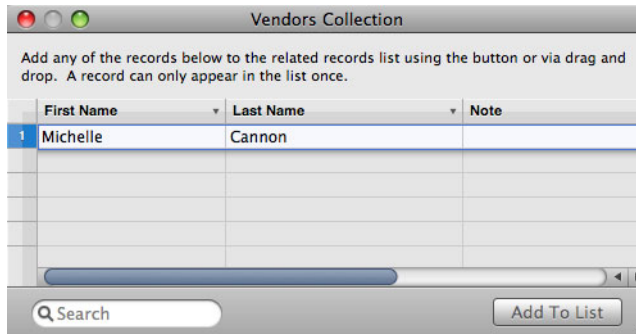 Vendors Collection
Add any of the records below to the related records list using the button or via drag and
drop. A record can only appear in the list once.
First Name Last Name Note
1 Michelle Cannon
Search Add To List